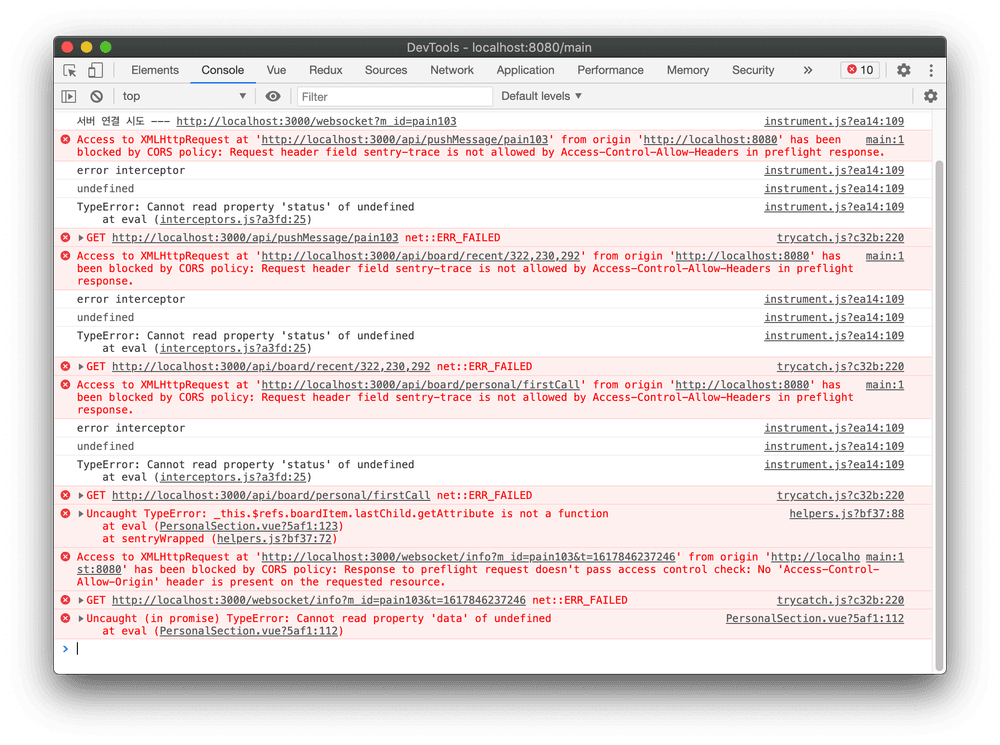 DevTools - localhost:8080/main
Elements Console Vue Redux Sources Network Application Performance Memory Security » 10
top ▼ Filter Default levels ▼
서버 연결 시도 --- http://localhost:3000/websocket?m_id=pain103 instrument.js?ea14:109
Access to XMLHttpRequest at 'http://localhost:3000/api/pushMessage/pain103' from origin 'http://localhost:8080' has been main:1
blocked by CORS policy: Request header field sentry-trace is not allowed by Access-Control-Allow-Headers in preflight response.
error interceptor instrument.js?ea14:109
undefined instrument.js?ea14:109
TypeError: Cannot read property 'status' of undefined instrument.js?ea14:109
at eval (interceptors.js?a3fd:25)
▶GET http://localhost:3000/api/pushMessage/pain103 net::ERR_FAILED trycatch.js?c32b:220
Access to XMLHttpRequest at 'http://localhost:3000/api/board/recent/322,230,292' from origin 'http://localhost:8080' has main:1
been blocked by CORS policy: Request header field sentry-trace is not allowed by Access-Control-Allow-Headers in preflight
response.
error interceptor instrument.js?ea14:109
undefined instrument.js?ea14:109
TypeError: Cannot read property 'status' of undefined instrument.js?ea14:109
at eval (interceptors.js?a3fd:25)
▶GET http://localhost:3000/api/board/recent/322,230,292 net::ERR_FAILED trycatch.js?c32b:220
Access to XMLHttpRequest at 'http://localhost:3000/api/board/personal/firstCall' from origin 'http://localhost:8080' has main:1
been blocked by CORS policy: Request header field sentry-trace is not allowed by Access-Control-Allow-Headers in preflight
response.
error interceptor instrument.js?ea14:109
undefined instrument.js?ea14:109
TypeError: Cannot read property 'status' of undefined instrument.js?ea14:109
at eval (interceptors.js?a3fd:25)
▶GET http://localhost:3000/api/board/personal/firstCall net::ERR_FAILED trycatch.js?c32b:220
▶Uncaught TypeError: _this.$refs.boardItem.lastChild.getAttribute is not a function helpers.js?bf37:88
at eval (PersonalSection.vue?5af1:123)
at sentryWrapped (helpers.js?bf37:72)
Access to XMLHttpRequest at 'http://localhost:3000/websocket/info?m_id=pain103&t=1617846237246' from origin 'http://localho main:1
st:8080' has been blocked by CORS policy: Response to preflight request doesn't pass access control check: No 'Access-Control-
Allow-Origin' header is present on the requested resource.
▶GET http://localhost:3000/websocket/info?m_id=pain103&t=1617846237246 net::ERR_FAILED trycatch.js?c32b:220
▶Uncaught (in promise) TypeError: Cannot read property 'data' of undefined PersonalSection.vue?5af1:112
at eval (PersonalSection.vue?5af1:112)
>